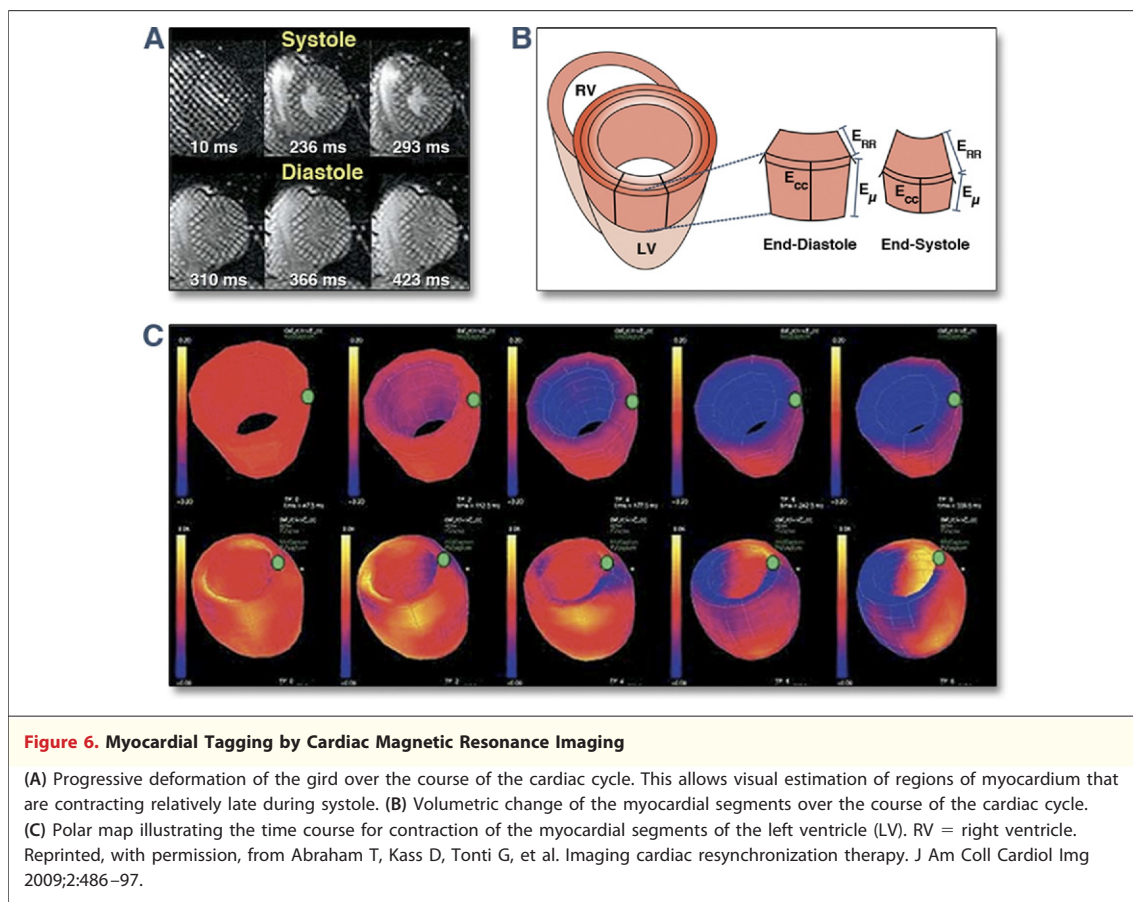 A
Systole
10 ms
236 ms
293 ms
Diastole
310 ms
366 ms
423 ms
B
RV
LV
E_RR
E_cc
E_μ
End-Diastole
E_RR
E_cc
E_μ
End-Systole
C
Figure 6. Myocardial Tagging by Cardiac Magnetic Resonance Imaging
(A) Progressive deformation of the gird over the course of the cardiac cycle. This allows visual estimation of regions of myocardium that
are contracting relatively late during systole. (B) Volumetric change of the myocardial segments over the course of the cardiac cycle.
(C) Polar map illustrating the time course for contraction of the myocardial segments of the left ventricle (LV). RV = right ventricle.
Reprinted, with permission, from Abraham T, Kass D, Tonti G, et al. Imaging cardiac resynchronization therapy. J Am Coll Cardiol Img
2009;2:486–97.